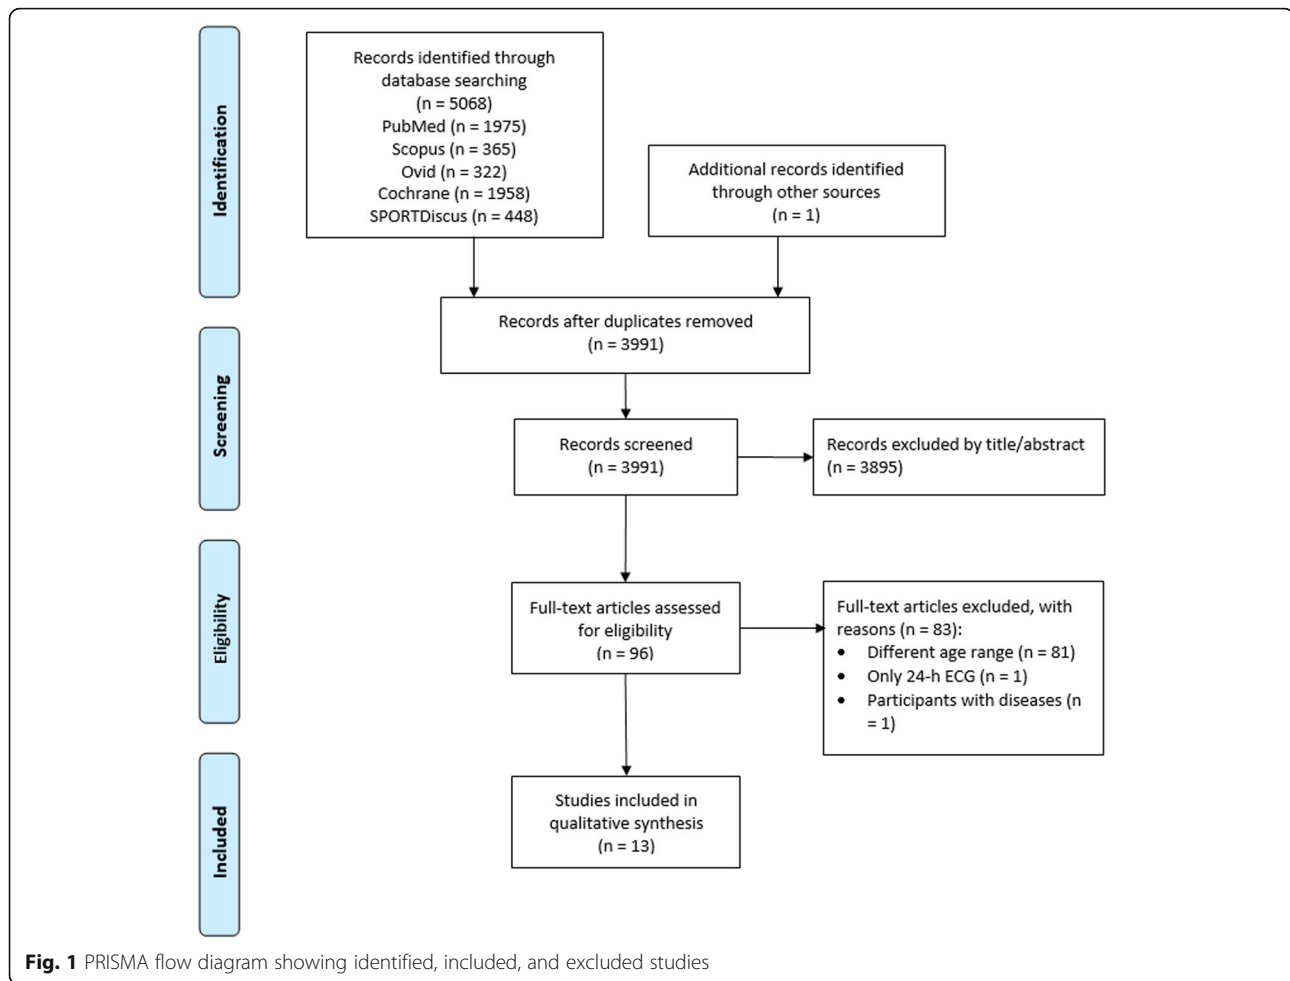 Identification
Records identified through
database searching
(n = 5068)
PubMed (n = 1975)
Scopus (n = 365)
Ovid (n = 322)
Cochrane (n = 1958)
SPORTDiscus (n = 448)
Additional records identified
through other sources
(n = 1)
Records after duplicates removed
(n = 3991)
Screening
Records screened
(n = 3991)
Records excluded by title/abstract
(n = 3895)
Eligibility
Full-text articles assessed
for eligibility
(n = 96)
Full-text articles excluded, with
reasons (n = 83):
• Different age range (n = 81)
• Only 24-h ECG (n = 1)
• Participants with diseases (n
= 1)
Included
Studies included in
qualitative synthesis
(n = 13)
Fig. 1 PRISMA flow diagram showing identified, included, and excluded studies